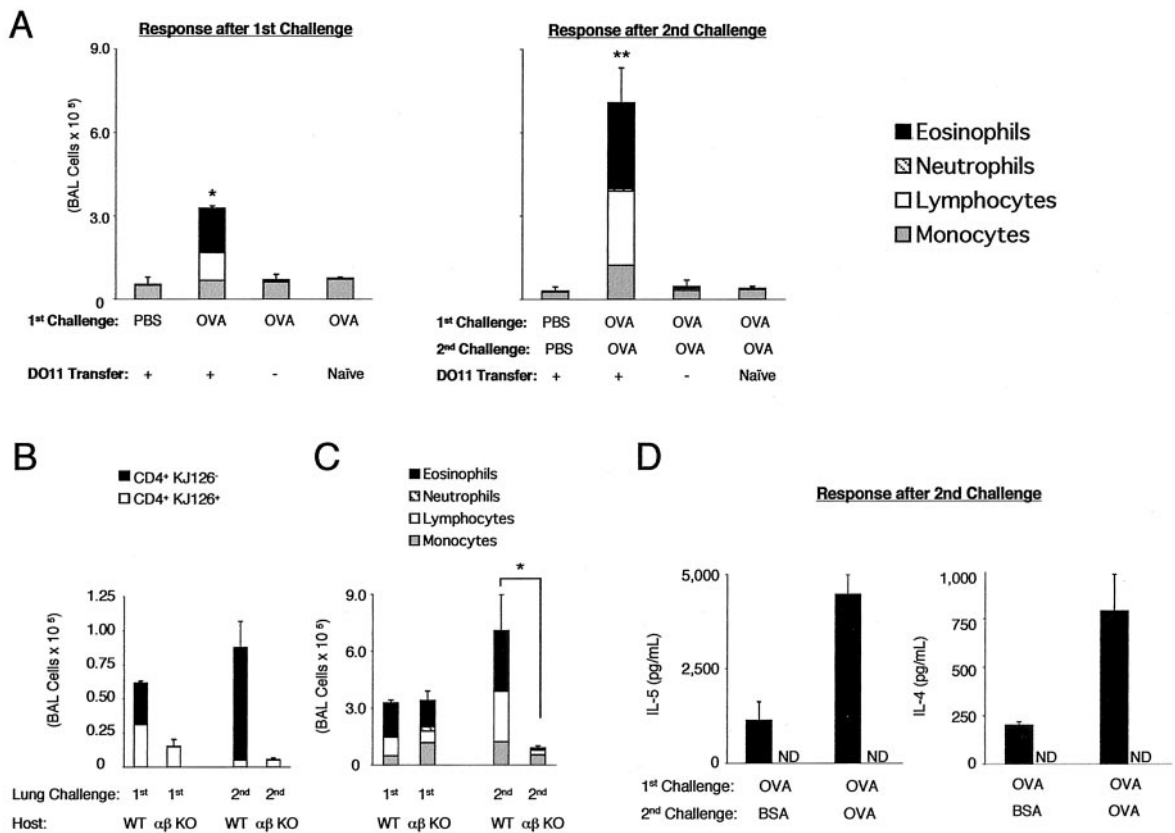 A
Response after 1st Challenge
Response after 2nd Challenge
9.0
6.0
3.0
0
(BAL Cells x 10⁵)
**
*
Eosinophils
Neutrophils
Lymphocytes
Monocytes
1st Challenge: PBS OVA OVA OVA
DO11 Transfer: + + - Naïve
1st Challenge: PBS OVA OVA OVA
2nd Challenge: PBS OVA OVA OVA
DO11 Transfer: + + - Naïve
B
CD4⁺ KJ126⁻
CD4⁺ KJ126⁺
1.25
1.00
0.75
0.50
0.25
0
(BAL Cells x 10⁵)
Lung Challenge: 1st 1st 2nd 2nd
Host: WT αβ KO WT αβ KO
C
Eosinophils
Neutrophils
Lymphocytes
Monocytes
*
9.0
6.0
3.0
0
(BAL Cells x 10⁵)
1st 1st 2nd 2nd
WT αβ KO WT αβ KO
D
Response after 2nd Challenge
5,000
2,500
0
IL-5 (pg/mL)
ND ND
1,000
750
500
250
0
IL-4 (pg/mL)
ND ND
1st Challenge: OVA OVA OVA OVA
2nd Challenge: BSA OVA BSA OVA